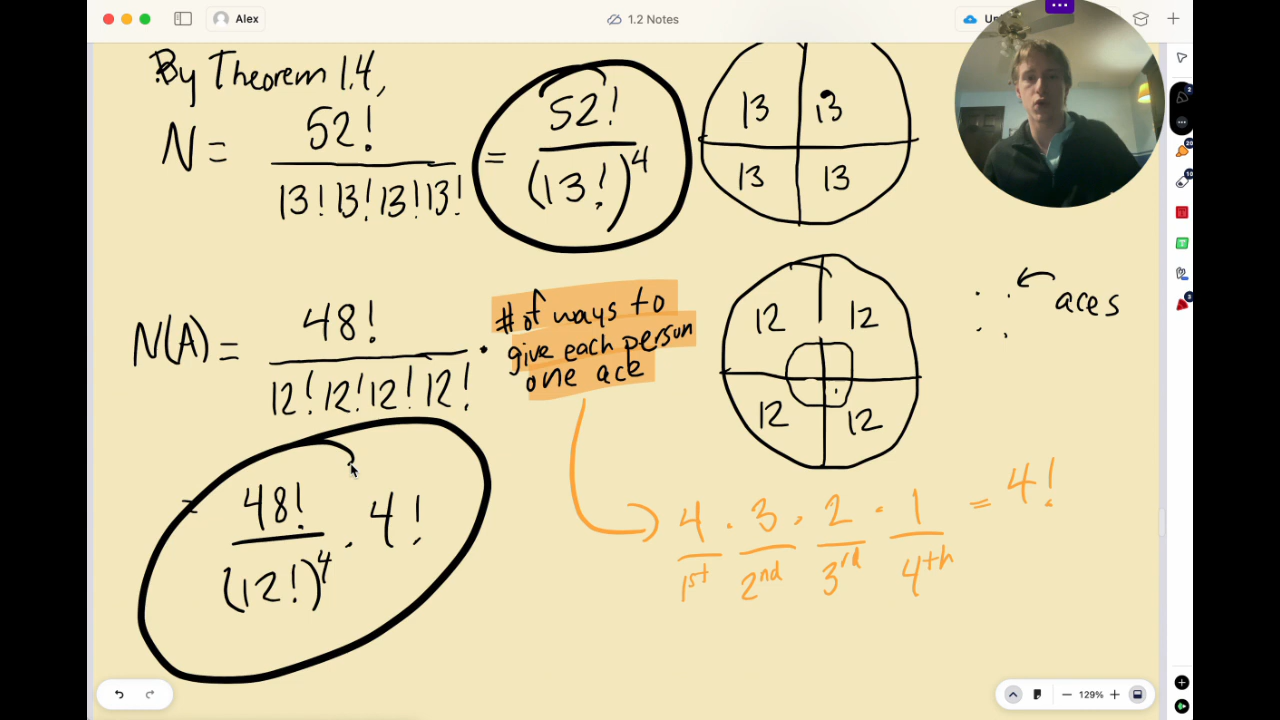 Alex
1.2 Notes
By Theorem 1.4,
N = 52! / 13! 13! 13! 13! = 52! / (13!)^4
13 13
13 13
N(A) = 48! / 12! 12! 12! 12! · # of ways to give each person one ace
12 12
12 12
aces
= 48! / (12!)^4 · 4!
4 · 3 · 2 · 1 = 4!
1st 2nd 3rd 4th
129%